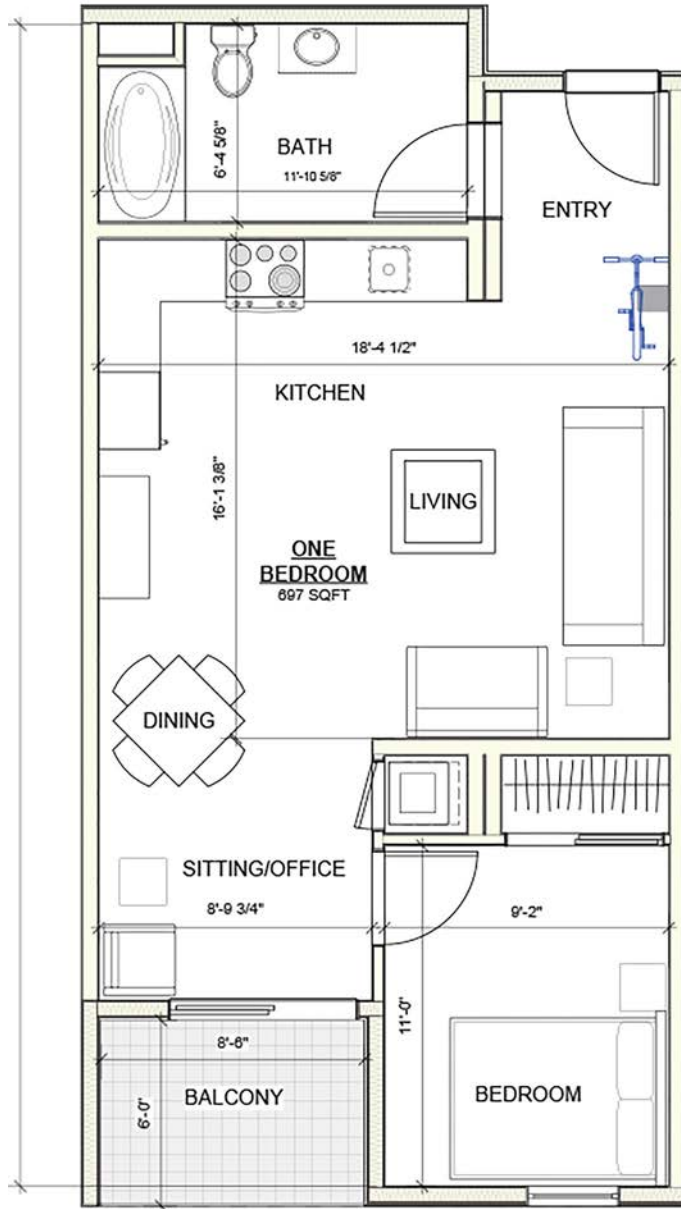 BATH
6'-4 5/8"
11'-10 5/8"
ENTRY
18'-4 1/2"
KITCHEN
16'-1 3/8"
LIVING
ONE
BEDROOM
697 SQFT
DINING
SITTING/OFFICE
8'-9 3/4"
9'-2"
11'-0"
8'-6"
BALCONY
6'-0"
BEDROOM